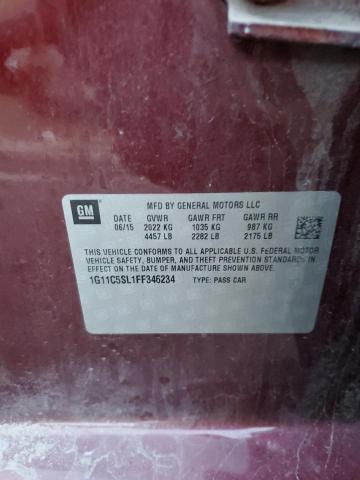 GM
MFD BY GENERAL MOTORS LLC
DATE GVWR GAWR FRT GAWR RR
06/15 2022 KG 1035 KG 987 KG
4457 LB 2282 LB 2175 LB
THIS VEHICLE CONFORMS TO ALL APPLICABLE U.S. FEDERAL MOTOR
VEHICLE SAFETY, BUMPER, AND THEFT PREVENTION STANDARDS
IN EFFECT ON THE DATE OF MANUFACTURE SHOWN ABOVE.
1G11C5SL1FF346234 TYPE: PASS CAR